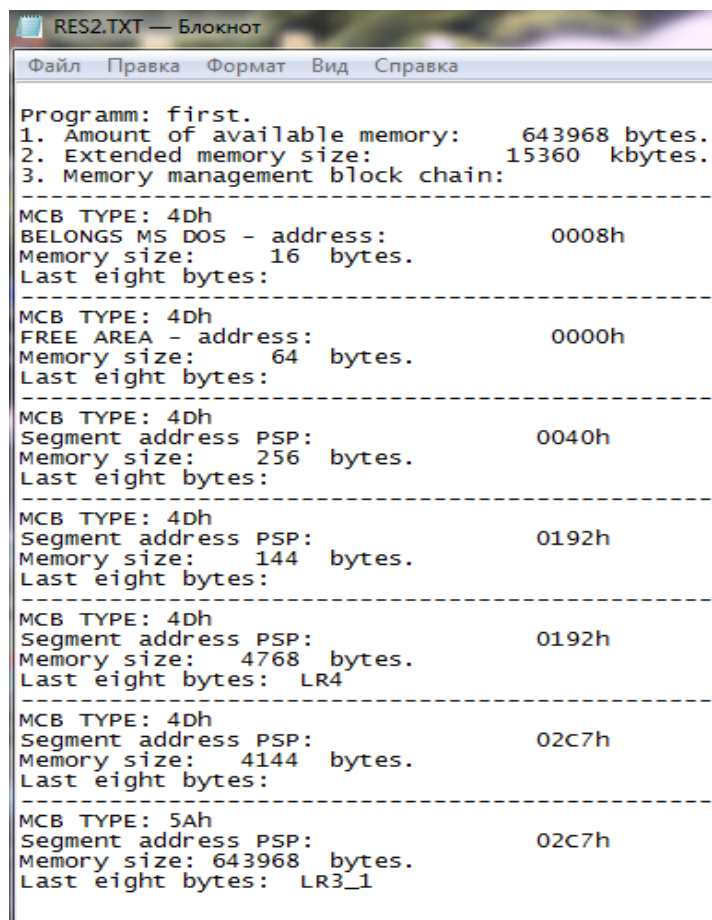 RES2.TXT — Блокнот
Файл Правка Формат Вид Справка
Programm: first.
1. Amount of available memory: 643968 bytes.
2. Extended memory size: 15360 kbytes.
3. Memory management block chain:
------------------------------------------------
MCB TYPE: 4Dh
BELONGS MS DOS - address: 0008h
Memory size: 16 bytes.
Last eight bytes:
------------------------------------------------
MCB TYPE: 4Dh
FREE AREA - address: 0000h
Memory size: 64 bytes.
Last eight bytes:
------------------------------------------------
MCB TYPE: 4Dh
Segment address PSP: 0040h
Memory size: 256 bytes.
Last eight bytes:
------------------------------------------------
MCB TYPE: 4Dh
Segment address PSP: 0192h
Memory size: 144 bytes.
Last eight bytes:
------------------------------------------------
MCB TYPE: 4Dh
Segment address PSP: 0192h
Memory size: 4768 bytes.
Last eight bytes: LR4
------------------------------------------------
MCB TYPE: 4Dh
Segment address PSP: 02C7h
Memory size: 4144 bytes.
Last eight bytes:
------------------------------------------------
MCB TYPE: 5Ah
Segment address PSP: 02C7h
Memory size: 643968 bytes.
Last eight bytes: LR3_1